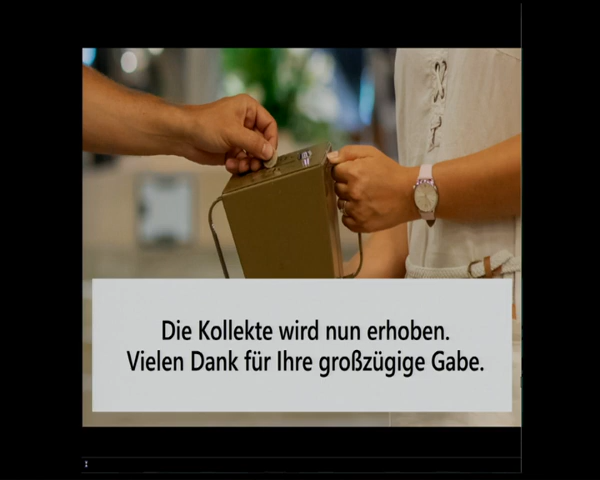 Die Kollekte wird nun erhoben.
Vielen Dank für Ihre großzügige Gabe.